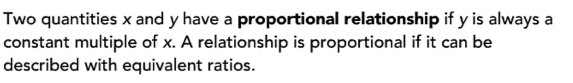 Two quantities x and y have a proportional relationship if y is always a
constant multiple of x. A relationship is proportional if it can be
described with equivalent ratios.